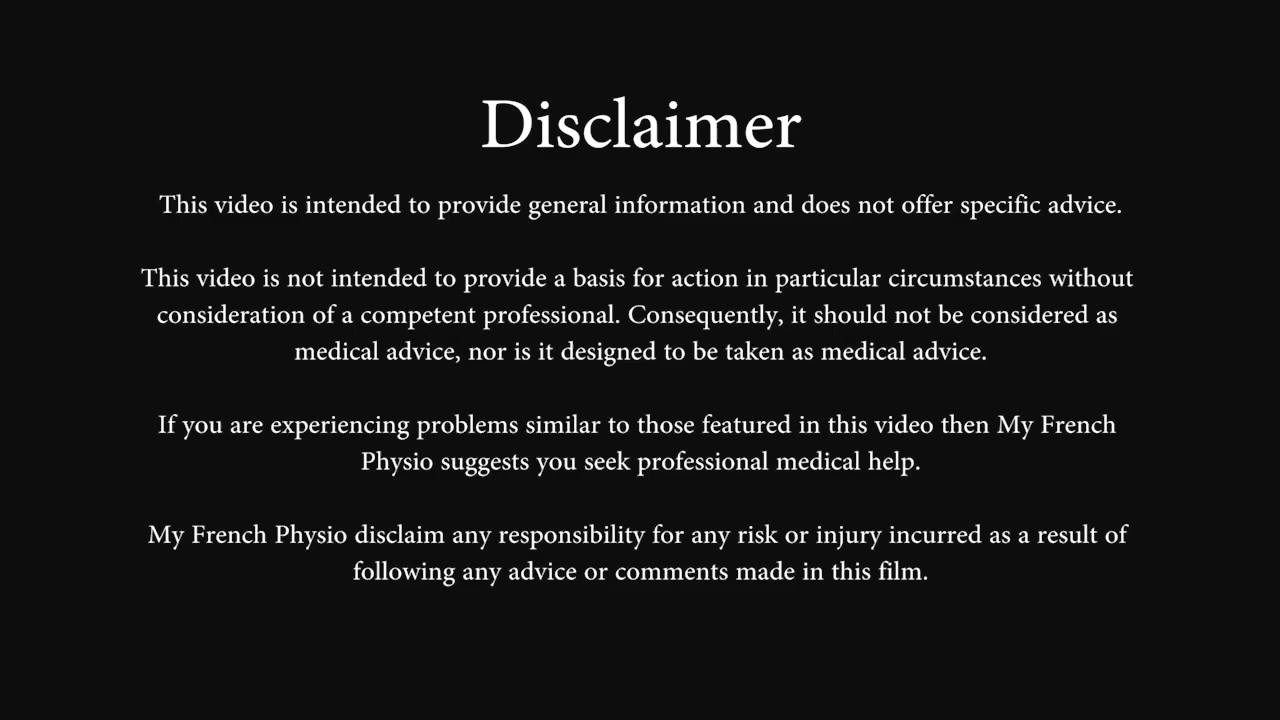 Disclaimer
This video is intended to provide general information and does not offer specific advice.
This video is not intended to provide a basis for action in particular circumstances without
consideration of a competent professional. Consequently, it should not be considered as
medical advice, nor is it designed to be taken as medical advice.
If you are experiencing problems similar to those featured in this video then My French
Physio suggests you seek professional medical help.
My French Physio disclaim any responsibility for any risk or injury incurred as a result of
following any advice or comments made in this film.